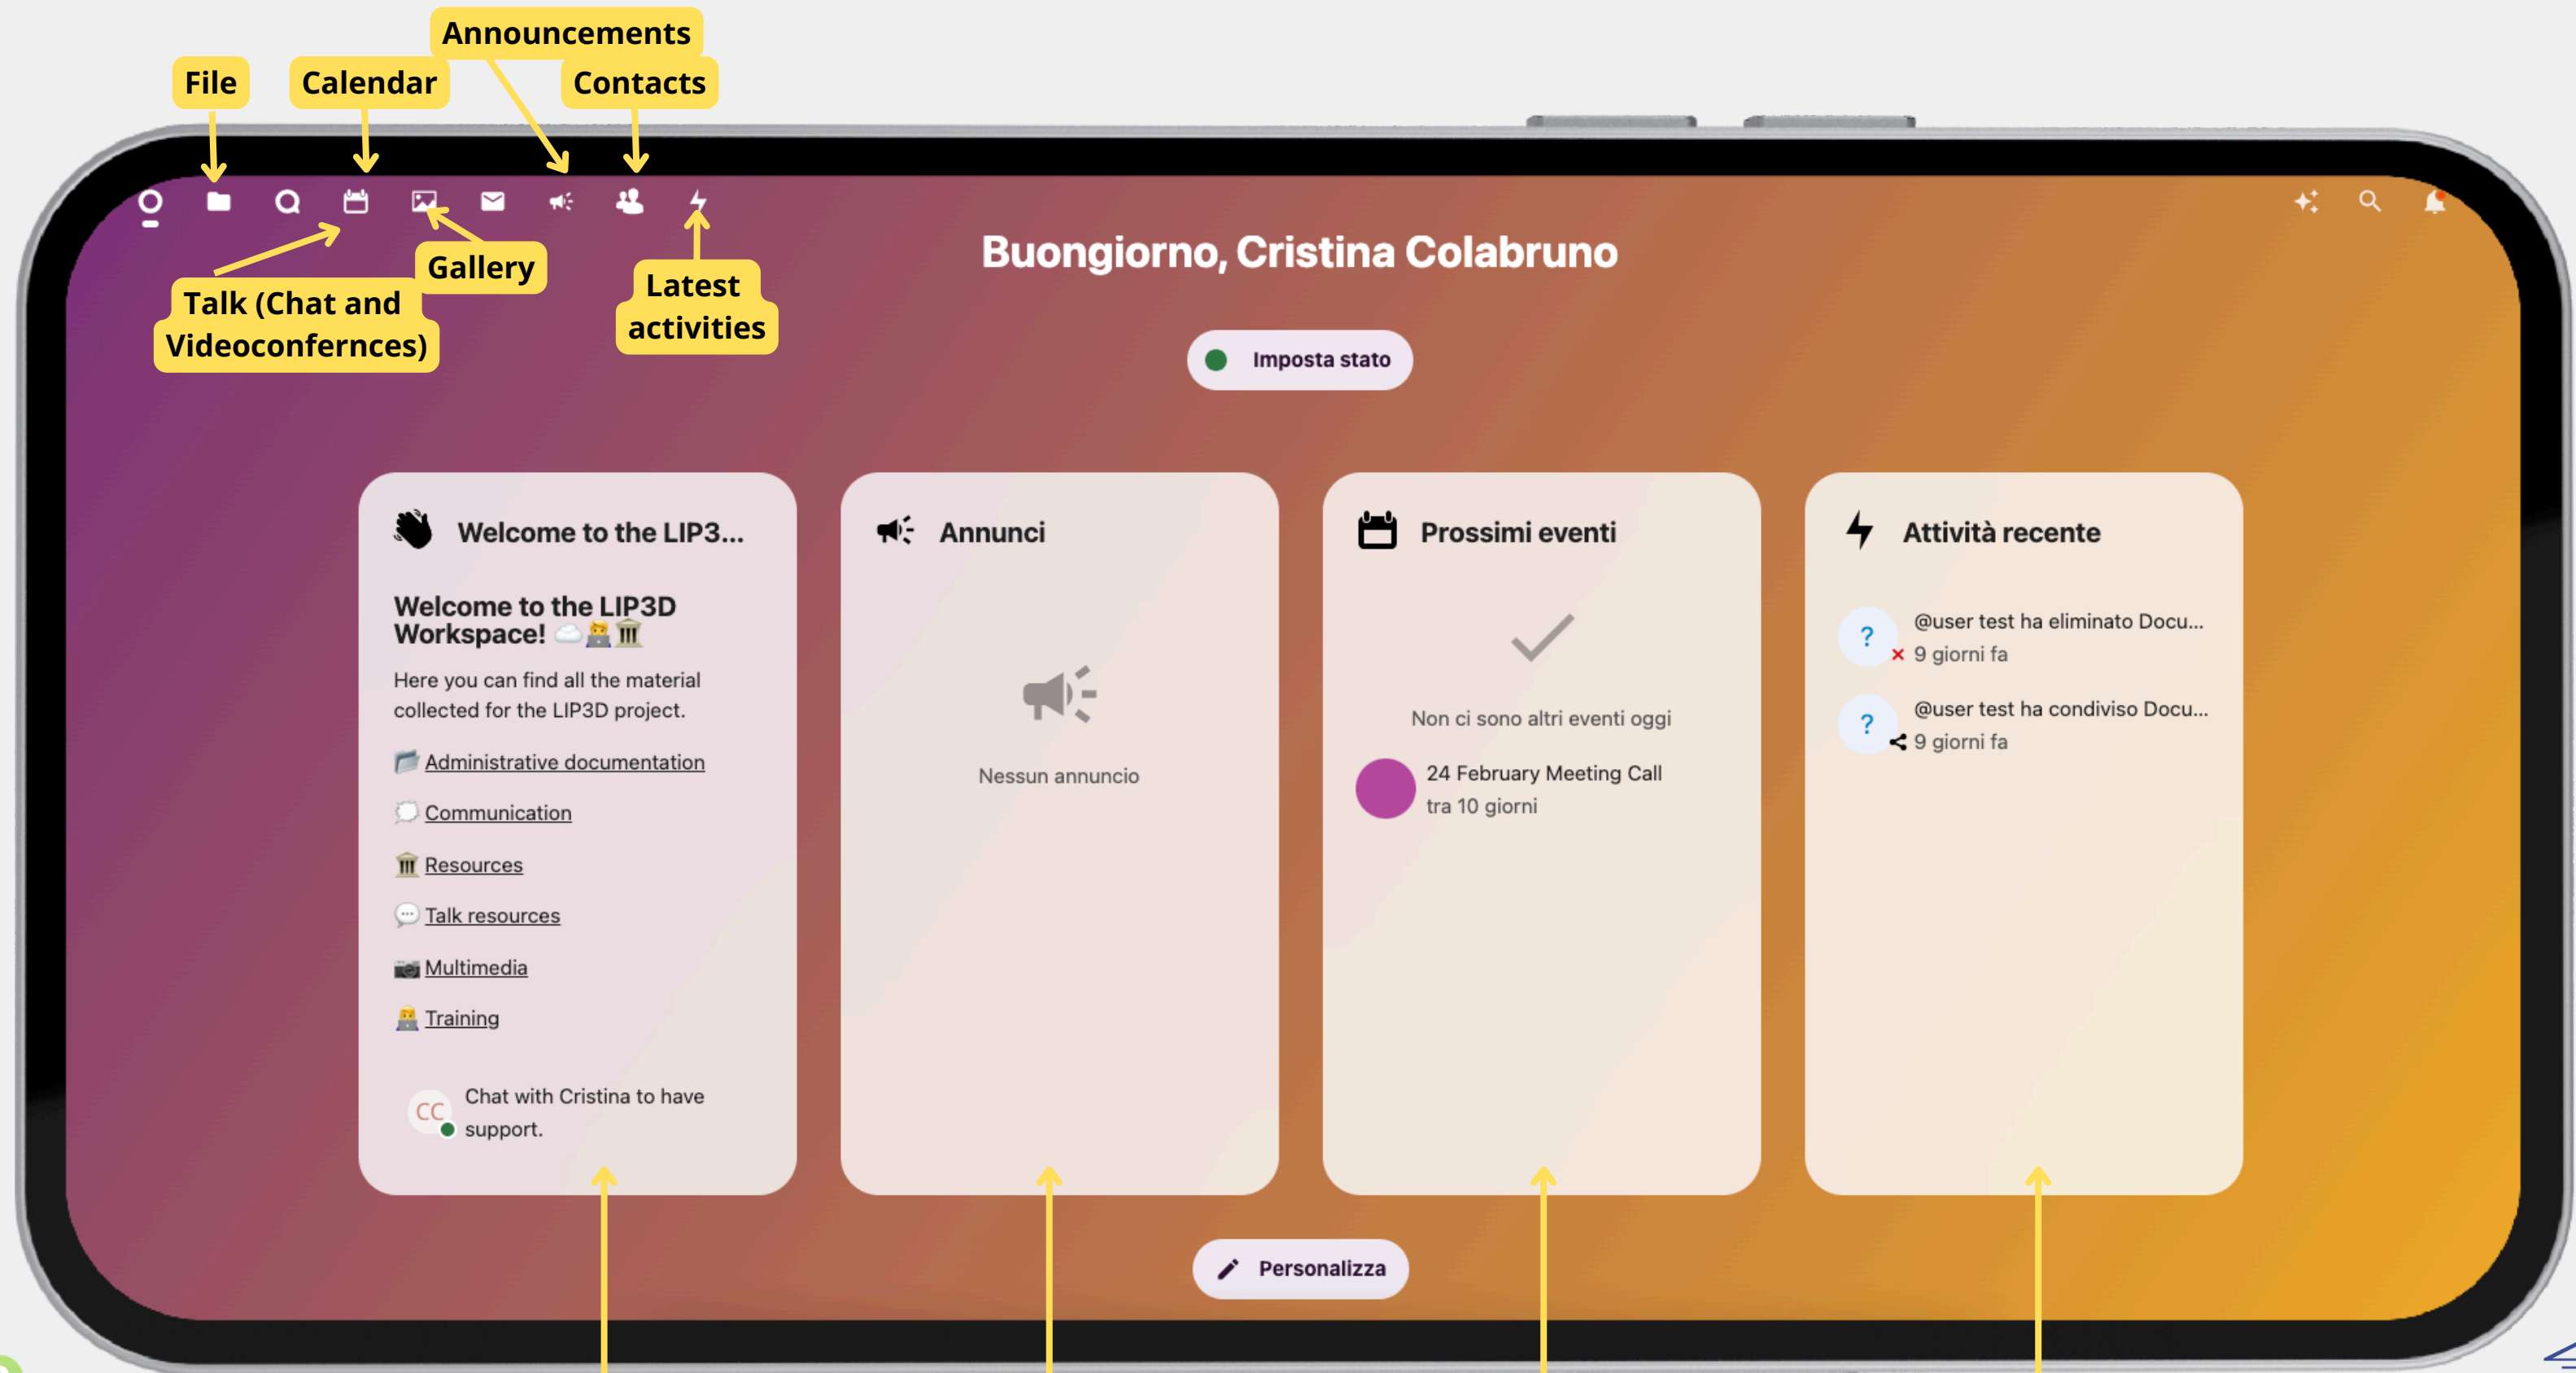 Announcements
File
Calendar
Contacts
Talk (Chat and
Videoconfernces)
Gallery
Latest
activities
Buongiorno, Cristina Colabruno
Imposta stato
Welcome to the LIP3...
Welcome to the LIP3D
Workspace! ☁️👩‍💻🏛️
Here you can find all the material
collected for the LIP3D project.
Administrative documentation
Communication
Resources
Talk resources
Multimedia
Training
CC
Chat with Cristina to have
support.
Annunci
Nessun annuncio
Prossimi eventi
Non ci sono altri eventi oggi
24 February Meeting Call
tra 10 giorni
Attività recente
?
@user test ha eliminato Docu...
9 giorni fa
?
@user test ha condiviso Docu...
9 giorni fa
Personalizza